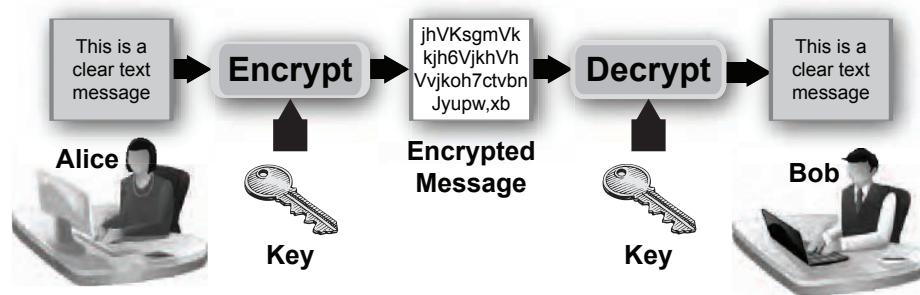 This is a
clear text
message
Encrypt
jhVKsgmVk
kjh6VjkhVh
Vvjkoh7ctvbn
Jyupw,xb
Decrypt
This is a
clear text
message
Alice
Encrypted
Message
Bob
Key
Key